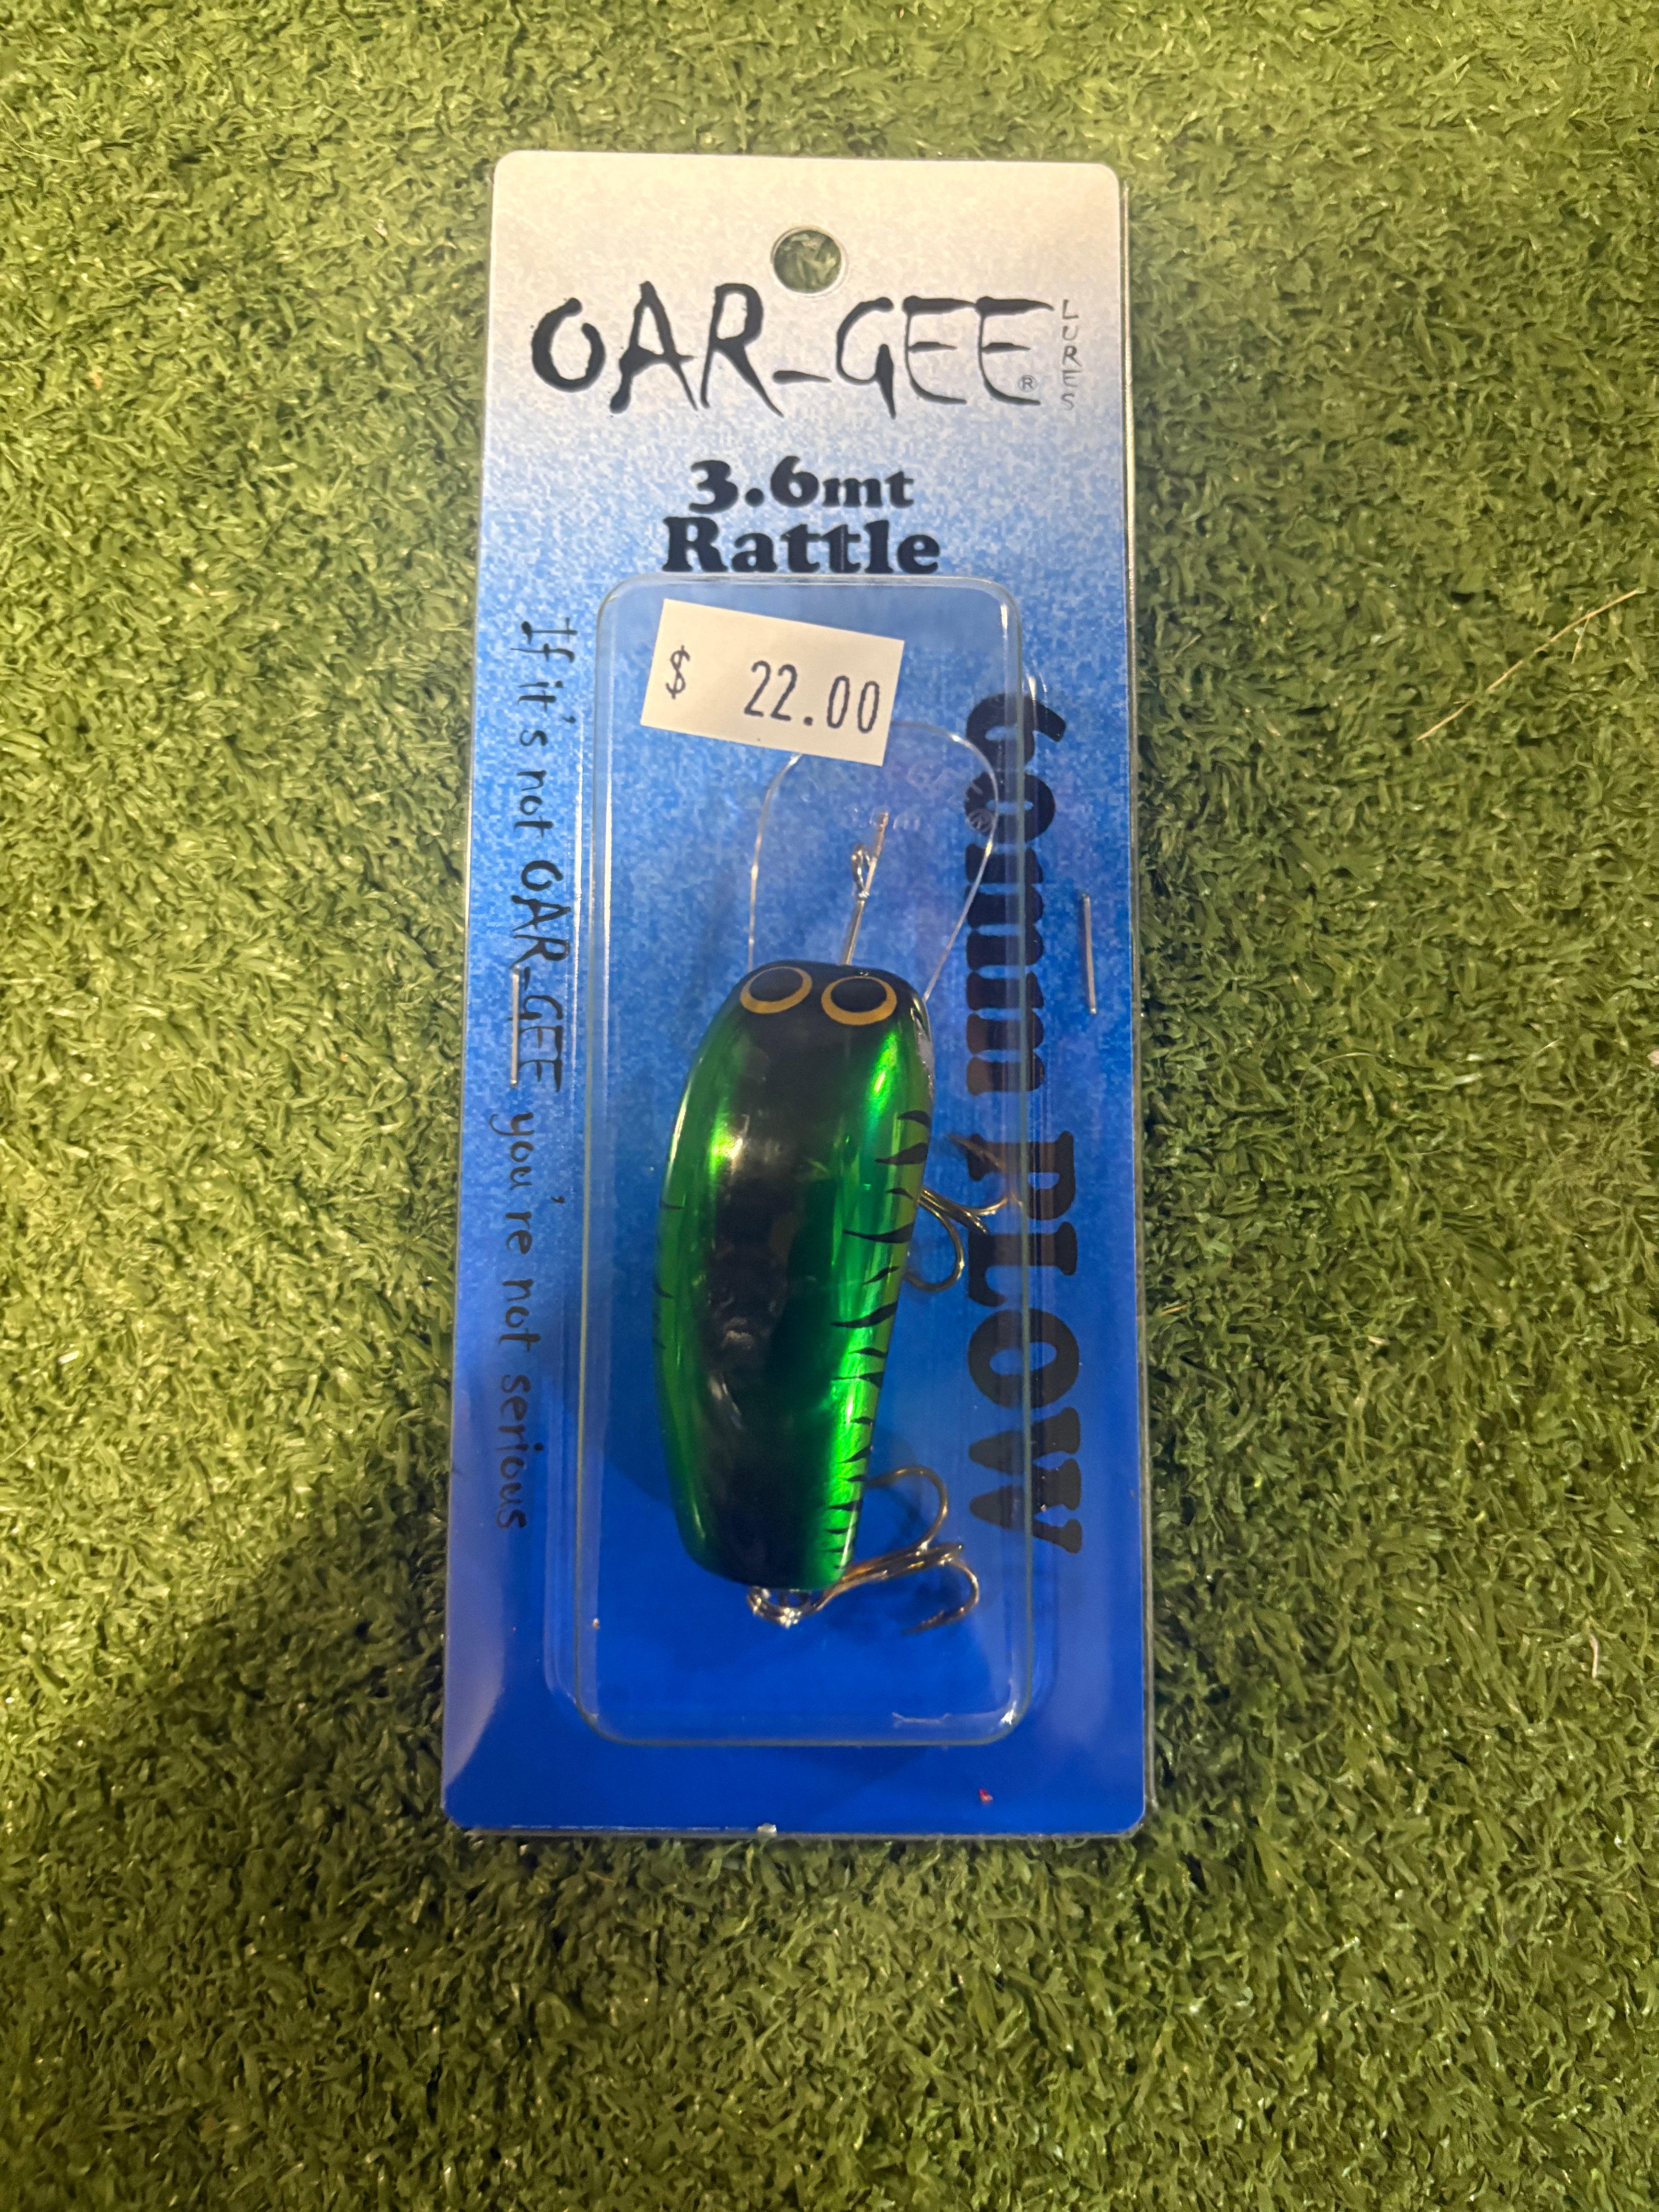 OAR-GEE ®
LURES
3.6mt
Rattle
$ 22.00
60mm PLOW
If it's not OAR-GEE you're not serious